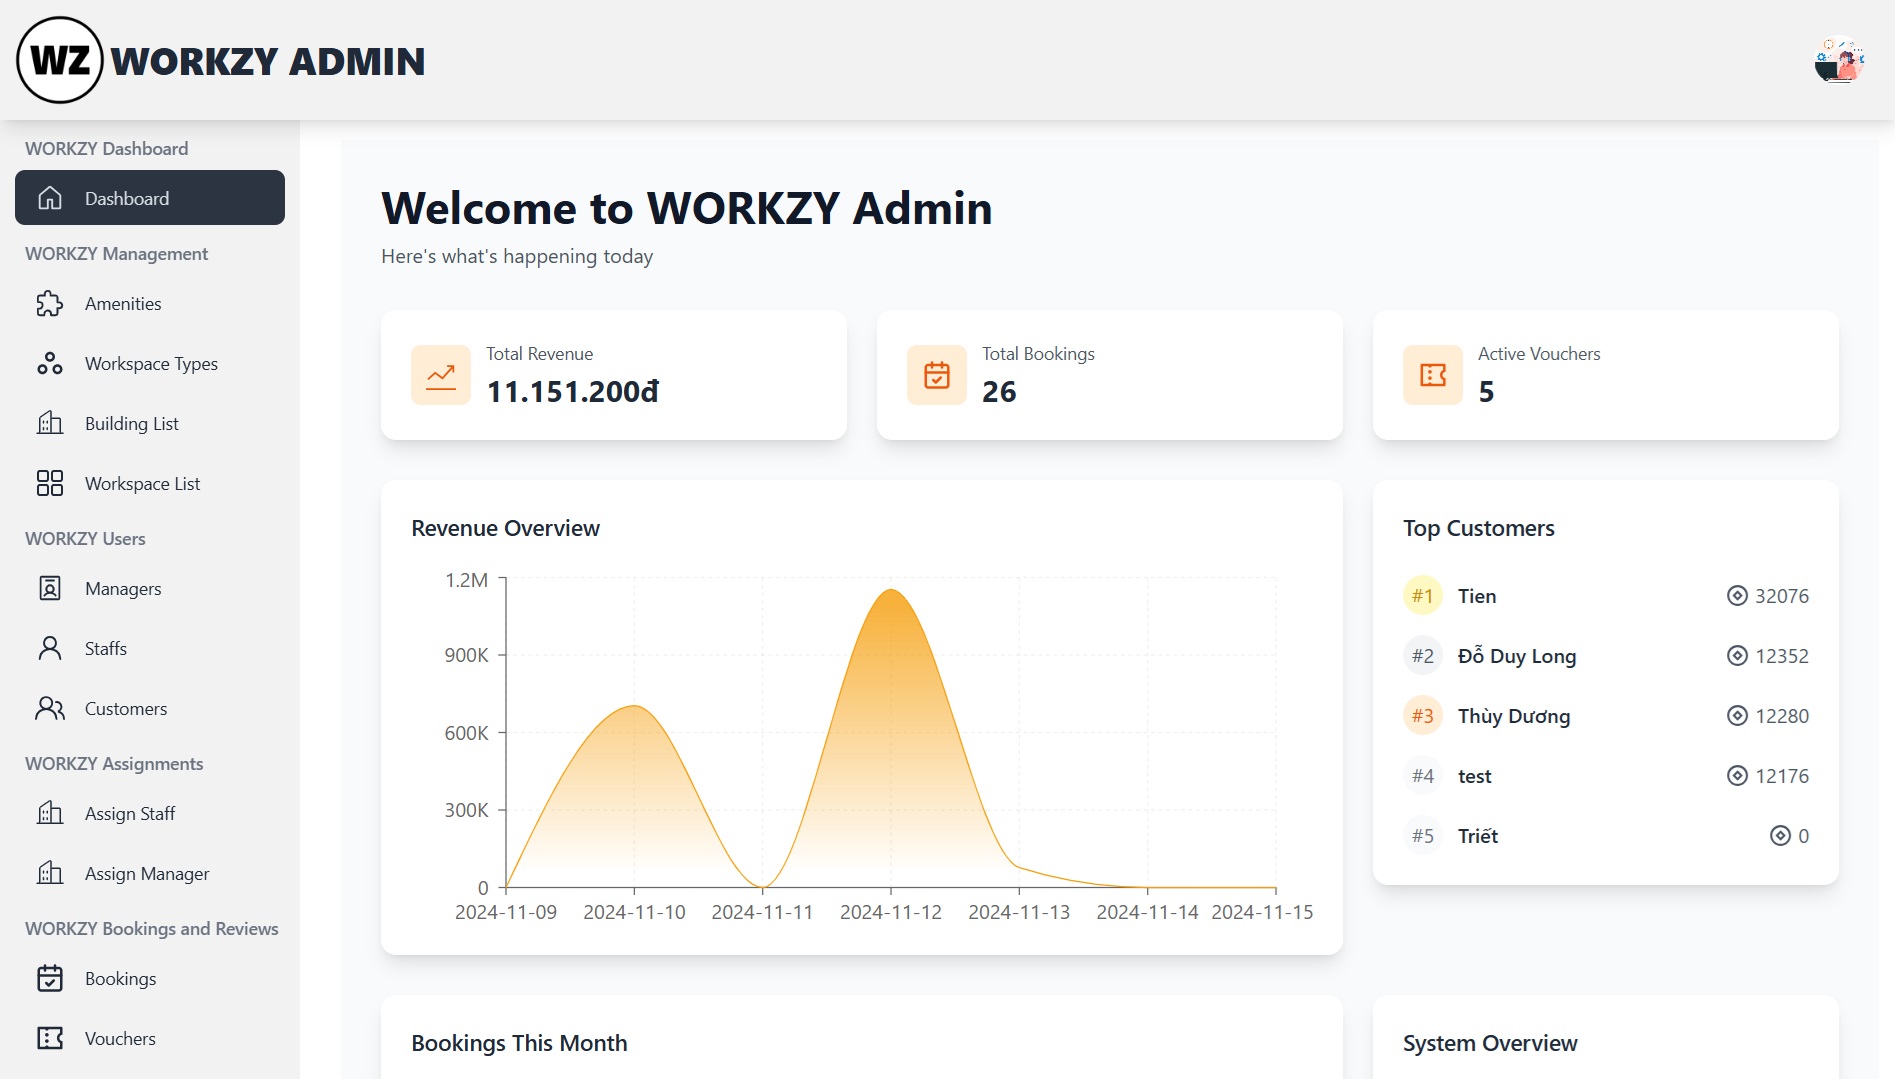 WZ WORKZY ADMIN
WORKZY Dashboard
Dashboard
WORKZY Management
Amenities
Workspace Types
Building List
Workspace List
WORKZY Users
Managers
Staffs
Customers
WORKZY Assignments
Assign Staff
Assign Manager
WORKZY Bookings and Reviews
Bookings
Vouchers
Welcome to WORKZY Admin
Here's what's happening today
Total Revenue
11.151.200đ
Total Bookings
26
Active Vouchers
5
Revenue Overview
1.2M
900K
600K
300K
0
2024-11-09 2024-11-10 2024-11-11 2024-11-12 2024-11-13 2024-11-14 2024-11-15
Top Customers
#1 Tien 32076
#2 Đỗ Duy Long 12352
#3 Thùy Dương 12280
#4 test 12176
#5 Triết 0
Bookings This Month
System Overview